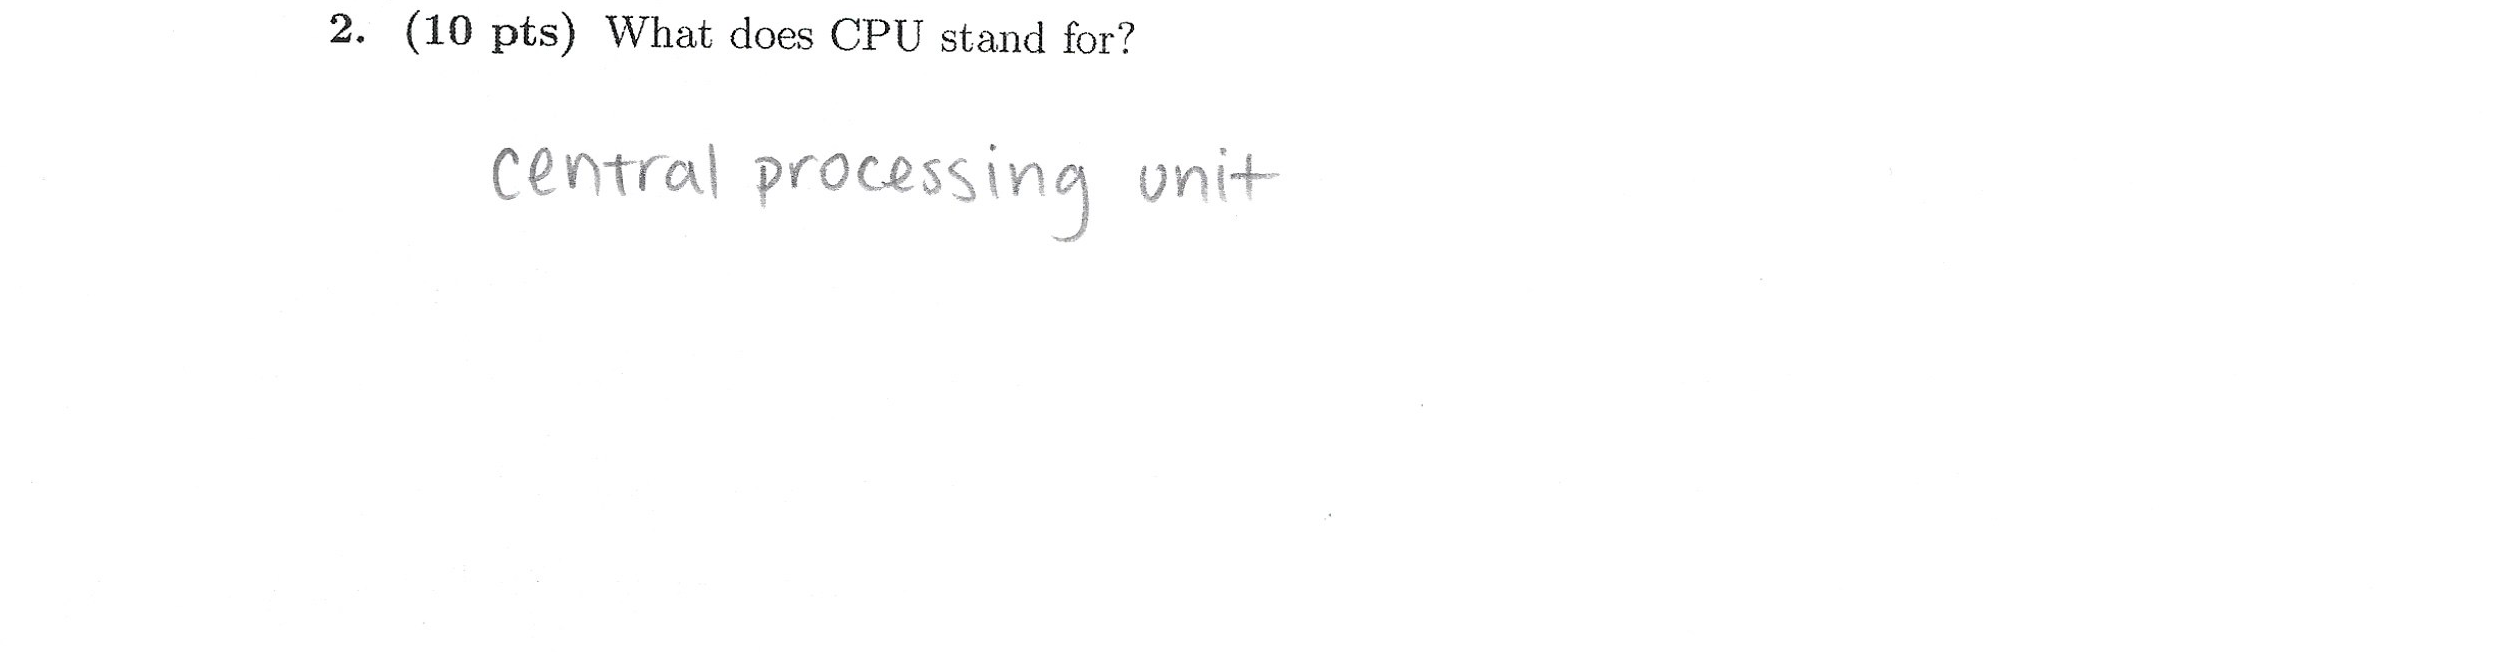 2. (10 pts) What does CPU stand for?
central processing unit